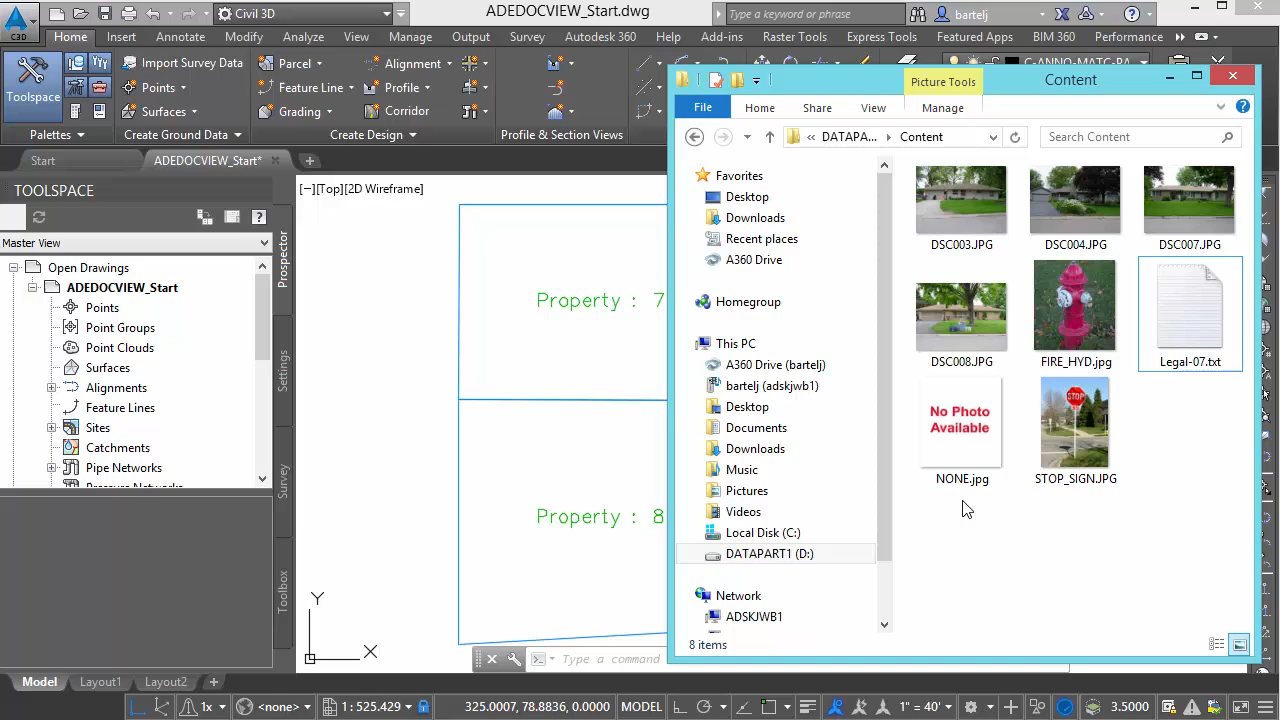 Civil 3D
ADEDOCVIEW_Start.dwg
Type a keyword or phrase
bartelj
C3D
Home Insert Annotate Modify Analyze View Manage Output Survey Autodesk 360 Help Add-ins Raster Tools Express Tools Featured Apps BIM 360 Performance
Toolspace
Import Survey Data
Points
Surfaces
Parcel
Feature Line
Grading
Alignment
Profile
Corridor
C-ANNO-MATC-PA
Palettes
Create Ground Data
Create Design
Profile & Section Views
Start
ADEDOCVIEW_Start*
TOOLSPACE
Master View
Open Drawings
ADEDOCVIEW_Start
Points
Point Groups
Point Clouds
Surfaces
Alignments
Feature Lines
Sites
Catchments
Pipe Networks
Prospector
Settings
Survey
Toolbox
[−][Top][2D Wireframe]
Property : 7
Property : 8
Y
X
Type a command
Picture Tools
Content
File Home Share View Manage
« DATAPA... Content
Search Content
Favorites
Desktop
Downloads
Recent places
A360 Drive
Homegroup
This PC
A360 Drive (bartelj)
bartelj (adskjwb1)
Desktop
Documents
Downloads
Music
Pictures
Videos
Local Disk (C:)
DATAPART1 (D:)
Network
ADSKJWB1
DSC003.JPG
DSC004.JPG
DSC007.JPG
DSC008.JPG
FIRE_HYD.jpg
Legal-07.txt
No Photo
Available
NONE.jpg
STOP
STOP_SIGN.JPG
8 items
Model Layout1 Layout2
1x <none> 1 : 525.429 325.0007, 78.8836, 0.0000 MODEL 1" = 40' 3.5000